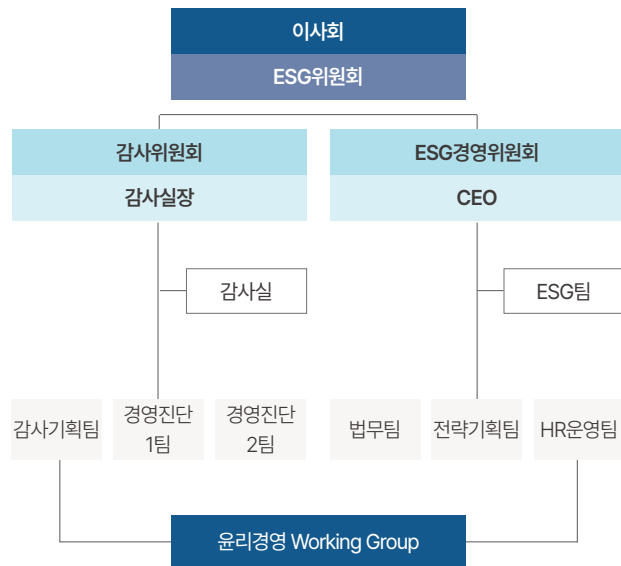 이사회
ESG위원회
감사위원회
감사실장
ESG경영위원회
CEO
감사실
ESG팀
감사기획팀
경영진단
1팀
경영진단
2팀
법무팀
전략기획팀
HR운영팀
윤리경영 Working Group